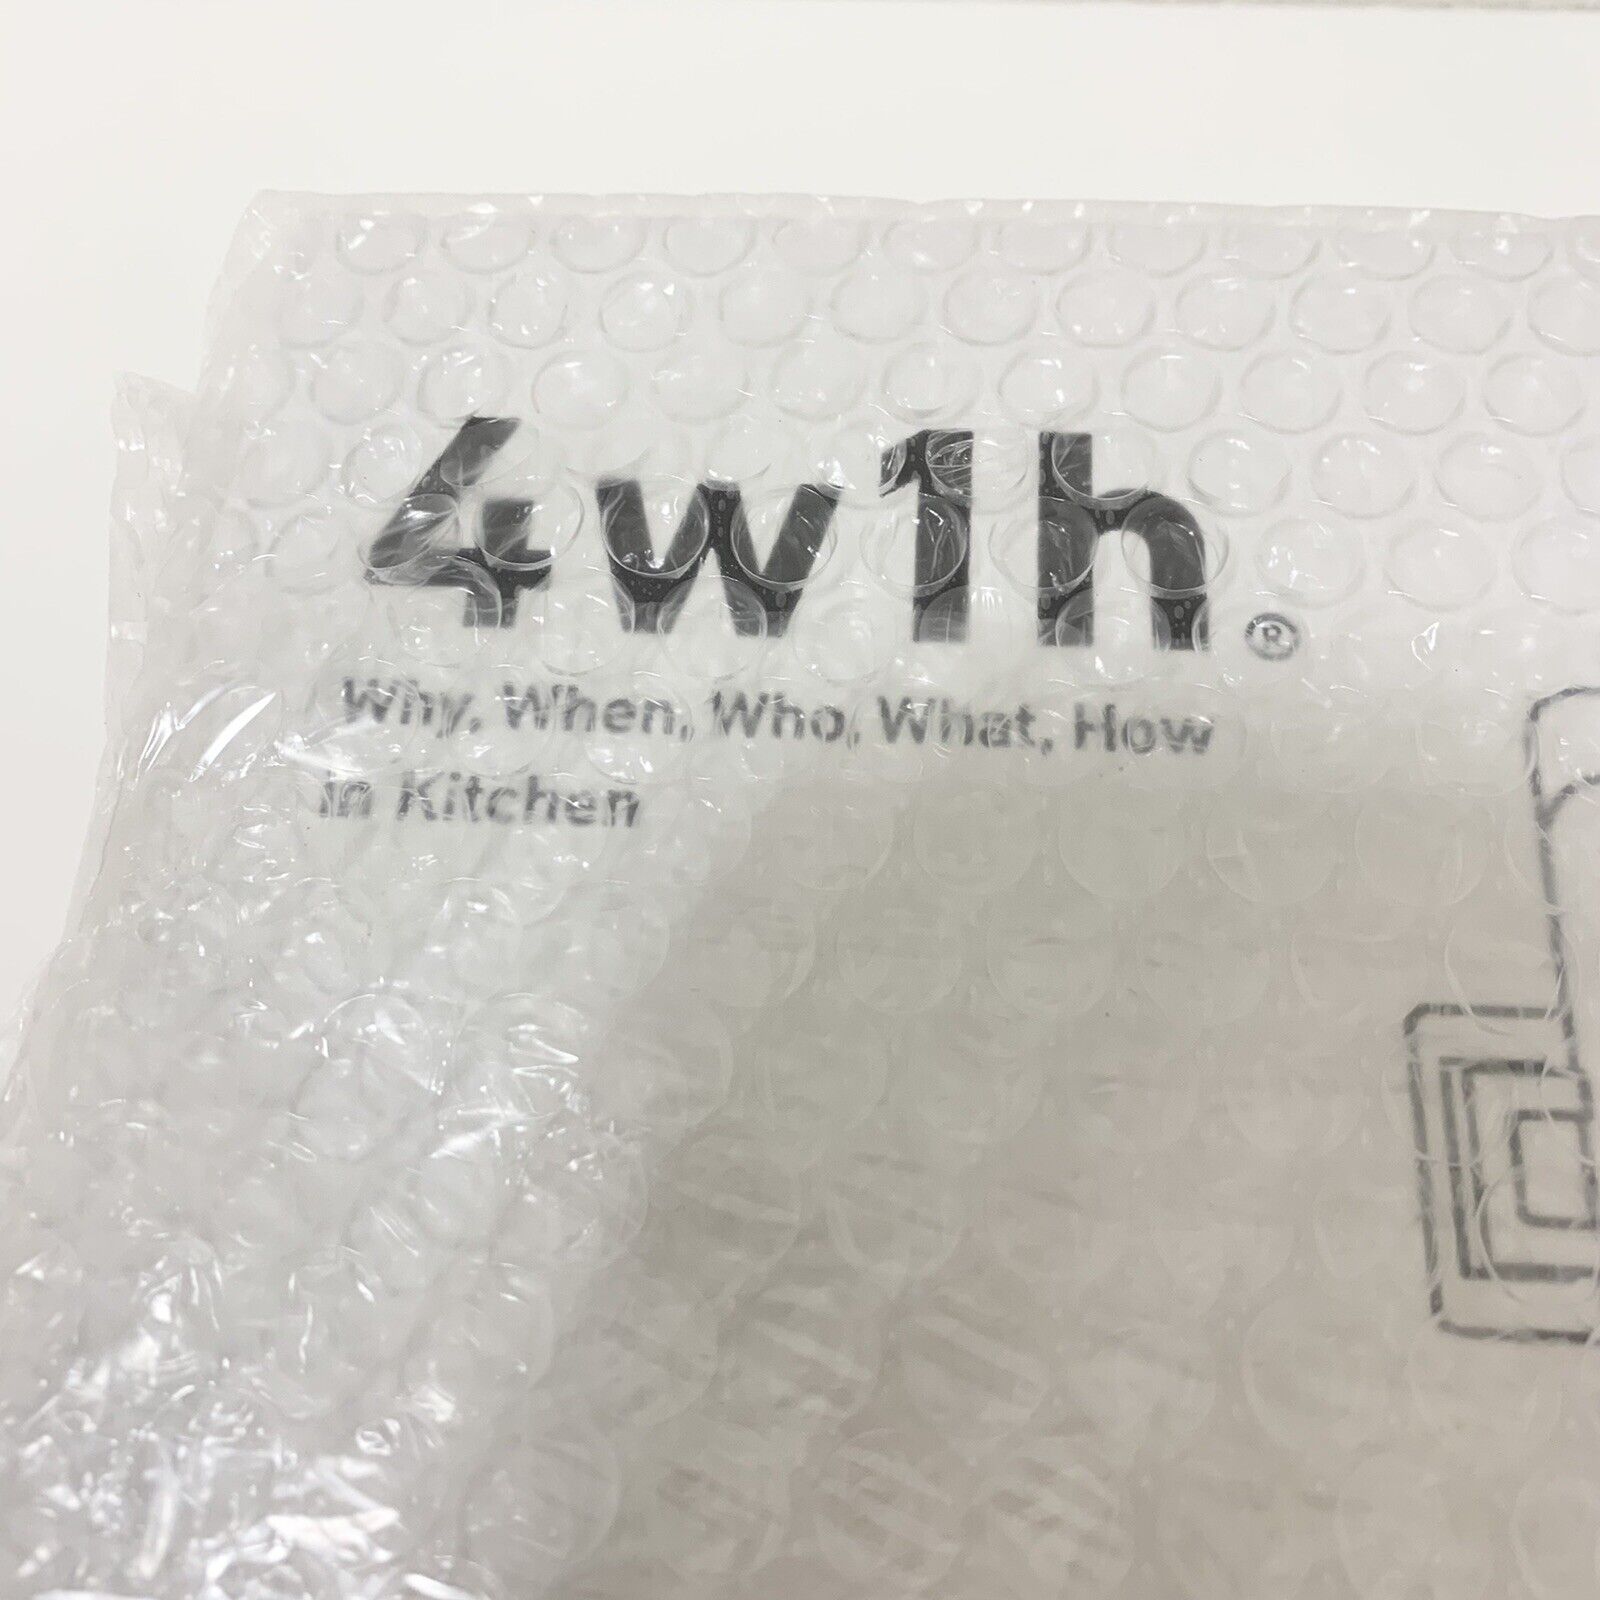 4w1h.®
Why, When, Who, What, How
In Kitchen